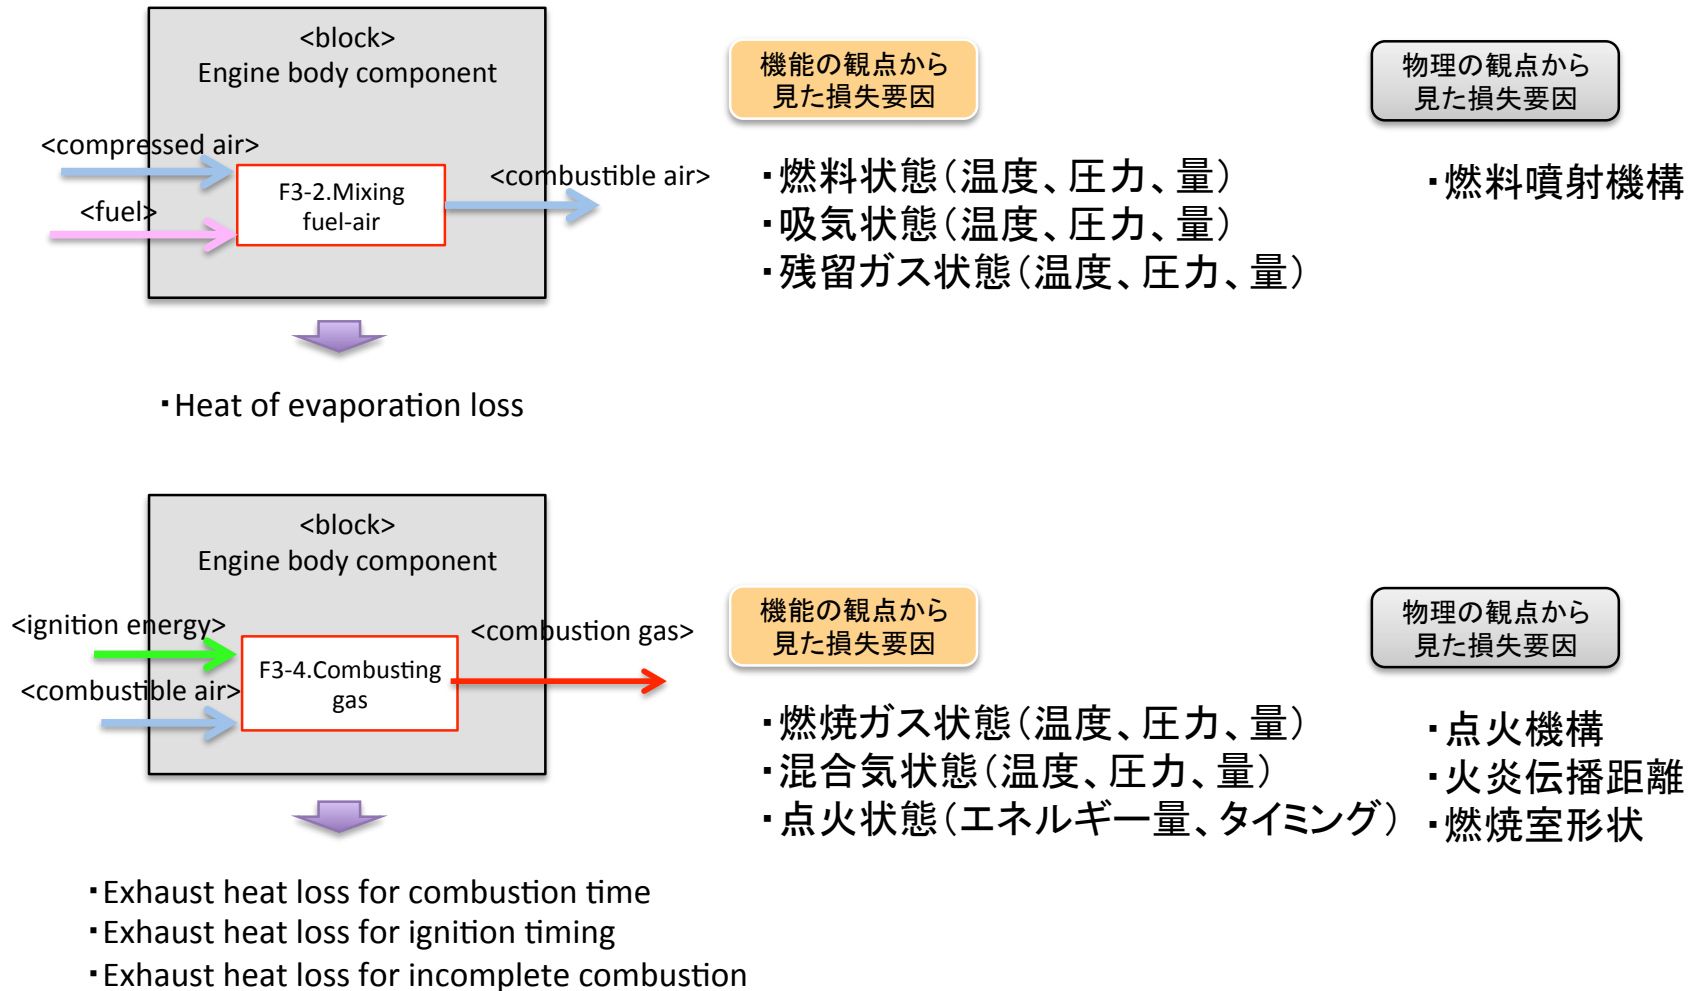 <block>
Engine body component
<compressed air>
<fuel>
F3-2.Mixing
fuel-air
<combustible air>
機能の観点から
見た損失要因
・燃料状態(温度、圧力、量)
・吸気状態(温度、圧力、量)
・残留ガス状態(温度、圧力、量)
物理の観点から
見た損失要因
・燃料噴射機構
・Heat of evaporation loss
<block>
Engine body component
<ignition energy>
<combustible air>
F3-4.Combusting
gas
<combustion gas>
機能の観点から
見た損失要因
・燃焼ガス状態(温度、圧力、量)
・混合気状態(温度、圧力、量)
・点火状態(エネルギー量、タイミング)
物理の観点から
見た損失要因
・点火機構
・火炎伝播距離
・燃焼室形状
・Exhaust heat loss for combustion time
・Exhaust heat loss for ignition timing
・Exhaust heat loss for incomplete combustion